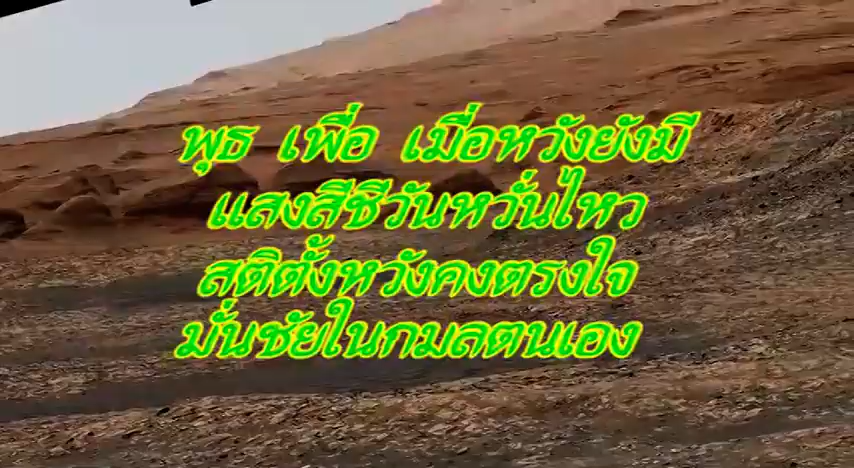 พุธ เพื่อ เมื่อหวังยังมี
แสงสีชีวันหวั่นไหว
สติตั้งหวังคงตรงใจ
มั่นชัยในกมลตนเอง